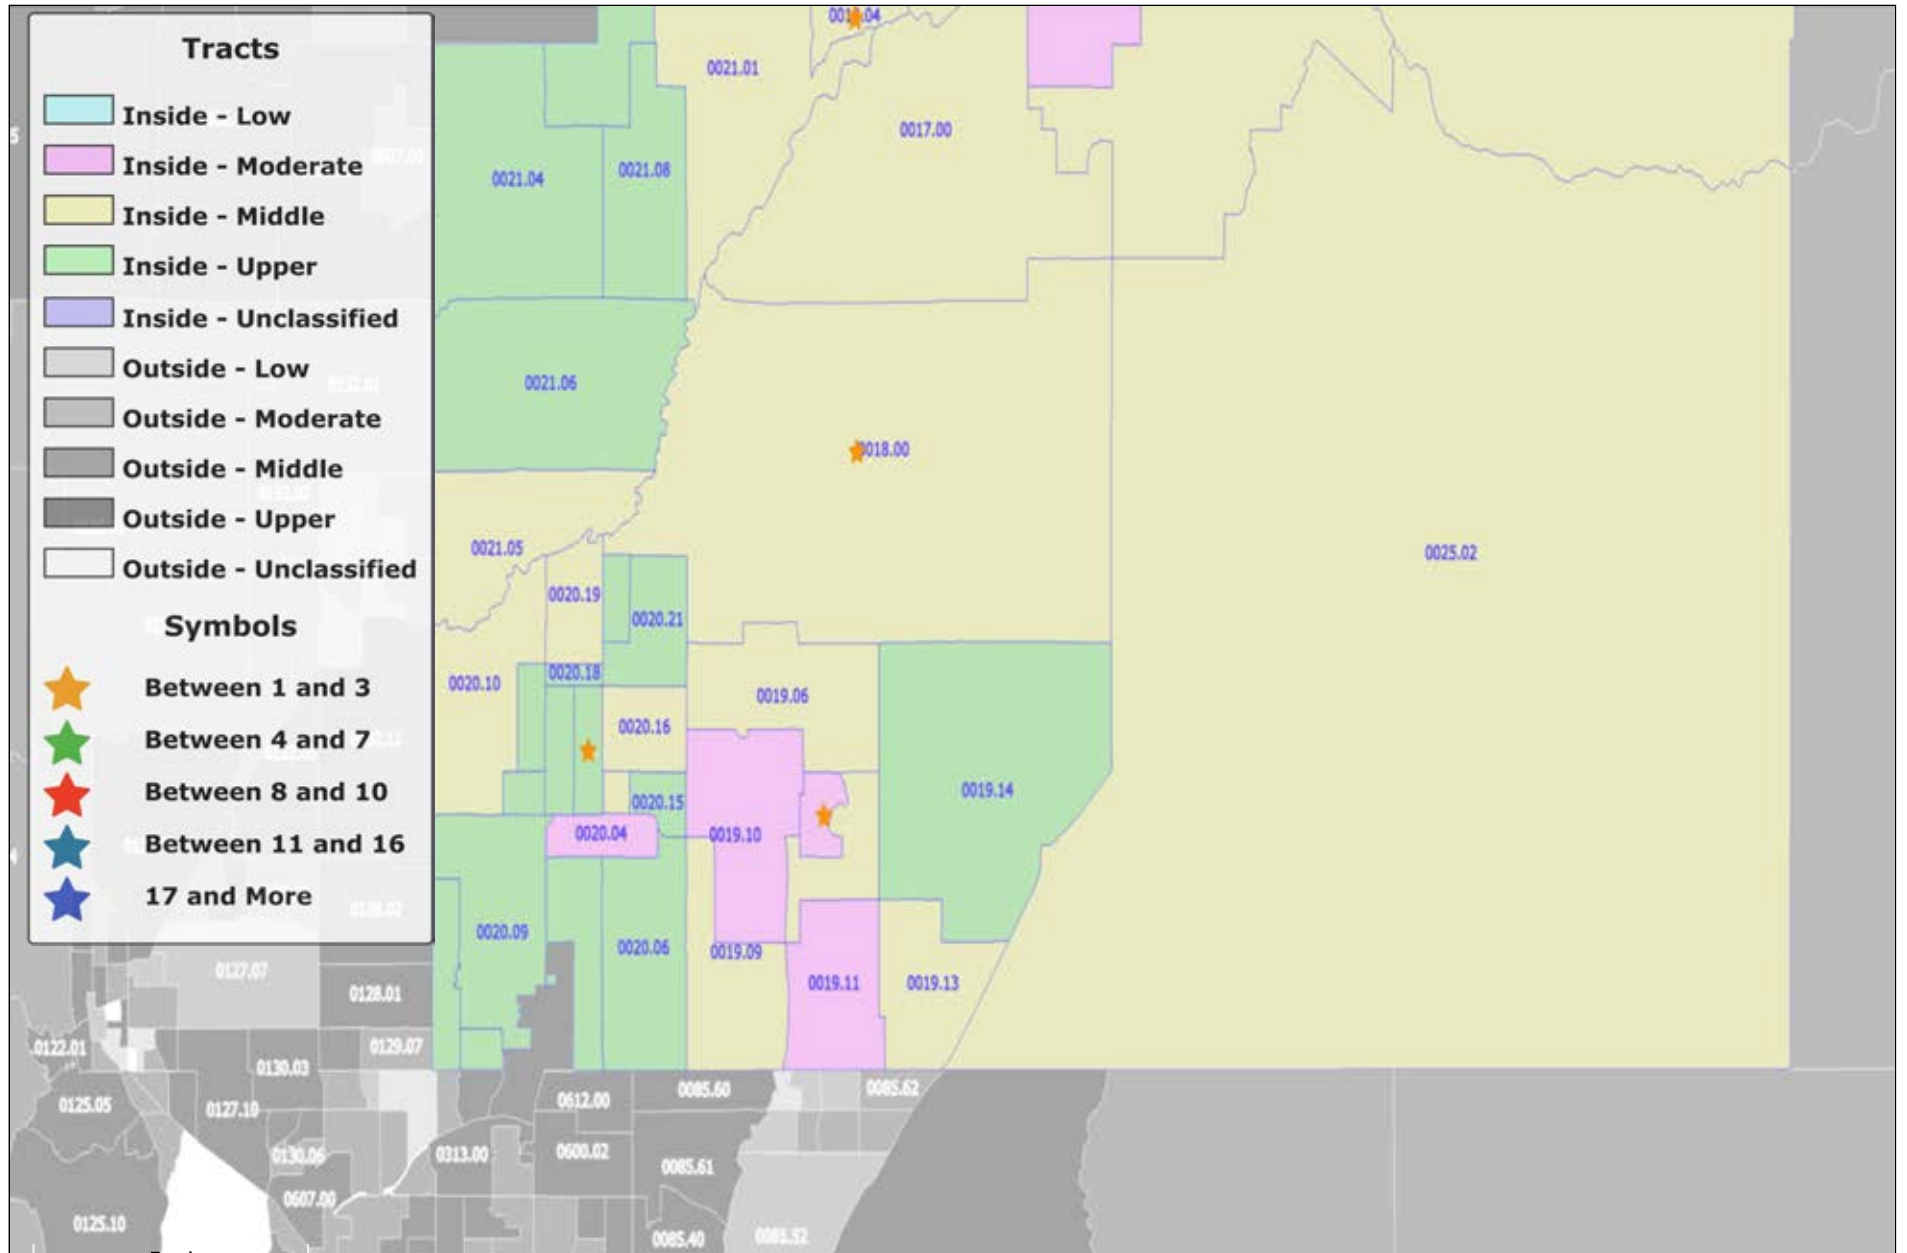 Tracts
Inside - Low
Inside - Moderate
Inside - Middle
Inside - Upper
Inside - Unclassified
Outside - Low
Outside - Moderate
Outside - Middle
Outside - Upper
Outside - Unclassified
Symbols
Between 1 and 3
Between 4 and 7
Between 8 and 10
Between 11 and 16
17 and More
0021.01
0017.00
0021.04
0021.08
0021.06
0018.00
0021.05
0025.02
0020.19
0020.21
0020.18
0020.10
0019.06
0020.16
0019.14
0020.15
0020.04
0019.10
0020.09
0020.06
0019.09
0019.11
0019.13
0127.07
0128.01
0122.01
0129.07
0130.03
0085.60
0085.62
0125.05
0127.10
0612.00
0130.06
0313.00
0600.02
0085.61
0607.00
0125.10
0085.40
0085.52